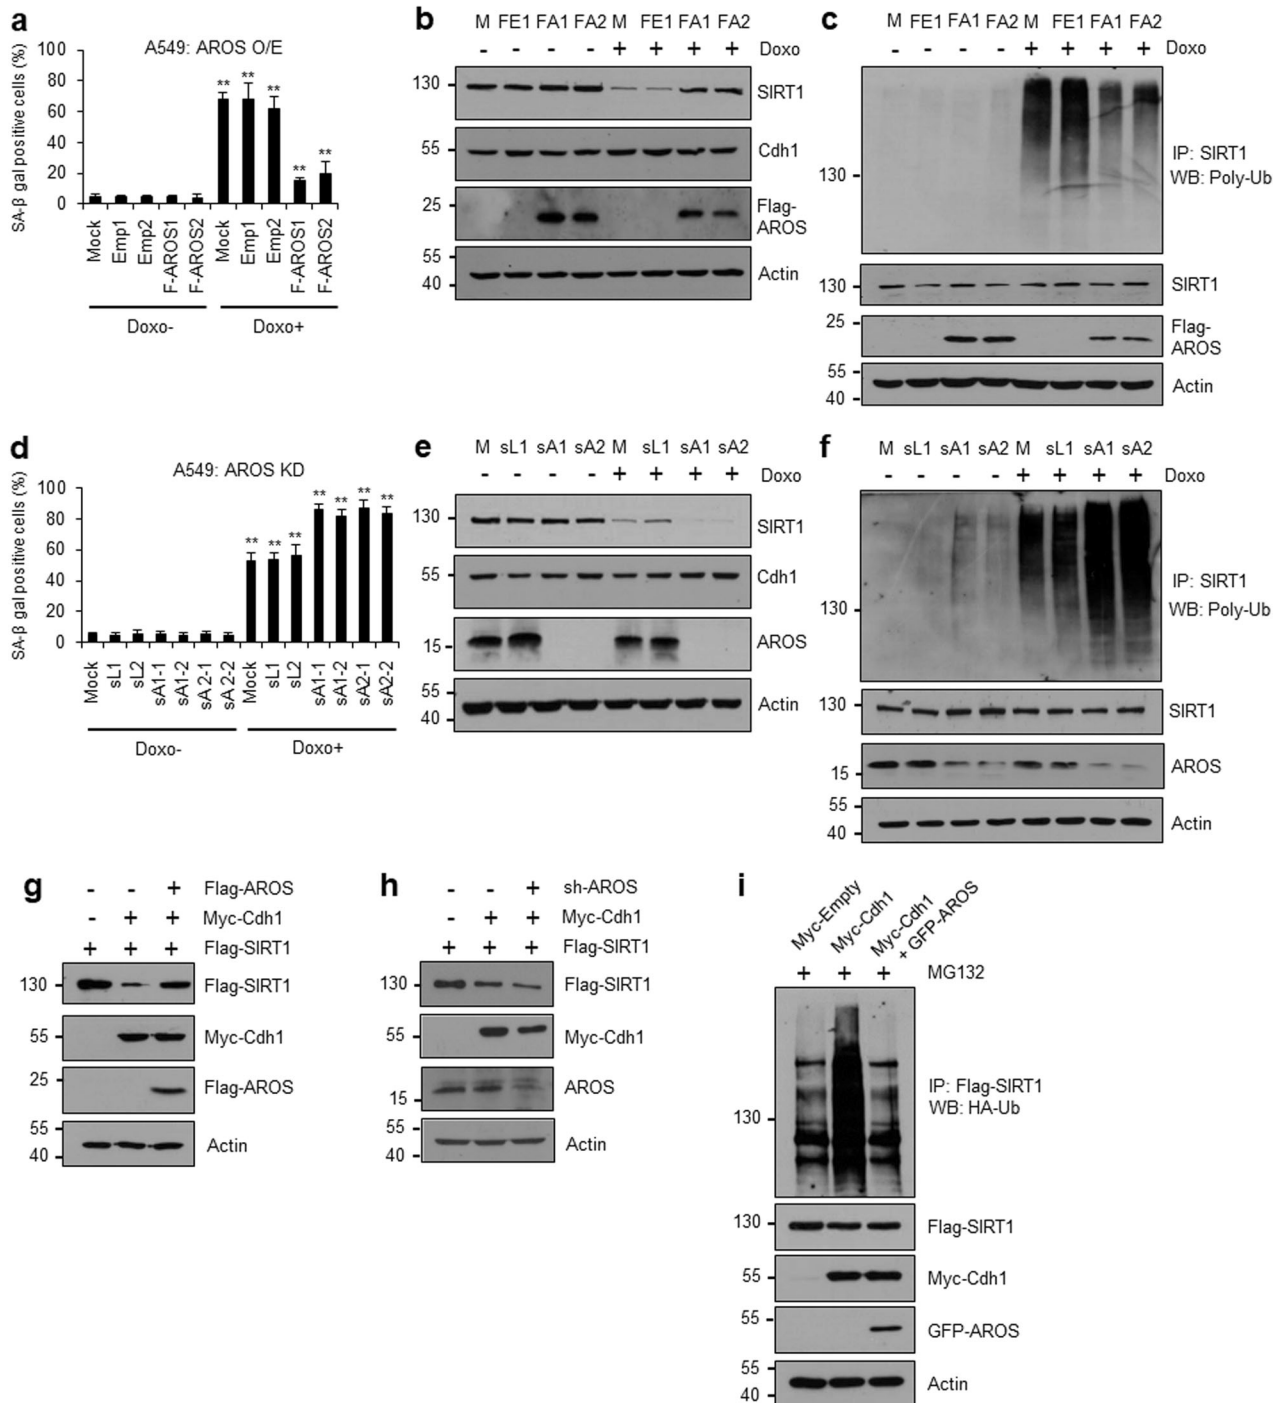 a
A549: AROS O/E
SA-β gal positive cells (%)
100
80
60
40
20
0
** ** ** ** **
Mock Emp1 Emp2 F-AROS1 F-AROS2 Mock Emp1 Emp2 F-AROS1 F-AROS2
Doxo- Doxo+
b
M FE1 FA1 FA2 M FE1 FA1 FA2
- - - - + + + + Doxo
130 SIRT1
55 Cdh1
25 Flag-
AROS
55
40 Actin
c
M FE1 FA1 FA2 M FE1 FA1 FA2
- - - - + + + + Doxo
130
IP: SIRT1
WB: Poly-Ub
130 SIRT1
25 Flag-
AROS
55
40 Actin
d
A549: AROS KD
SA-β gal positive cells (%)
100
80
60
40
20
0
** ** ** ** ** ** **
Mock sL1 sL2 sA1-1 sA1-2 sA2-1 sA2-2 Mock sL1 sL2 sA1-1 sA1-2 sA2-1 sA2-2
Doxo- Doxo+
e
M sL1 sA1 sA2 M sL1 sA1 sA2
- - - - + + + + Doxo
130 SIRT1
55 Cdh1
15 AROS
55
40 Actin
f
M sL1 sA1 sA2 M sL1 sA1 sA2
- - - - + + + + Doxo
130
IP: SIRT1
WB: Poly-Ub
130 SIRT1
15 AROS
55
40 Actin
g
- - + Flag-AROS
- + + Myc-Cdh1
+ + + Flag-SIRT1
130 Flag-SIRT1
55 Myc-Cdh1
25 Flag-AROS
55
40 Actin
h
- - + sh-AROS
- + + Myc-Cdh1
+ + + Flag-SIRT1
130 Flag-SIRT1
55 Myc-Cdh1
15 AROS
55
40 Actin
i
Myc-Empty
Myc-Cdh1
Myc-Cdh1
+ GFP-AROS
+ + + MG132
130
IP: Flag-SIRT1
WB: HA-Ub
130 Flag-SIRT1
55 Myc-Cdh1
55 GFP-AROS
55
40 Actin